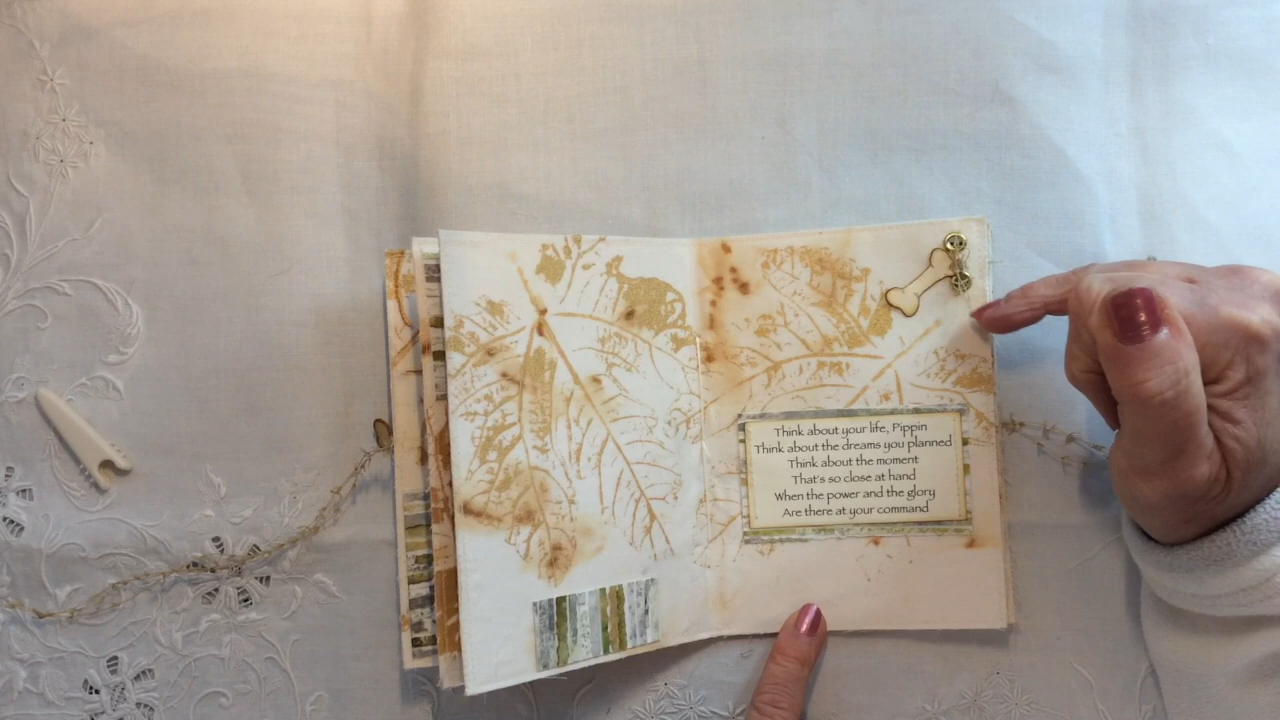 Think about your life, Pippin
Think about the dreams you planned
Think about the moment
That's so close at hand
When the power and the glory
Are there at your command